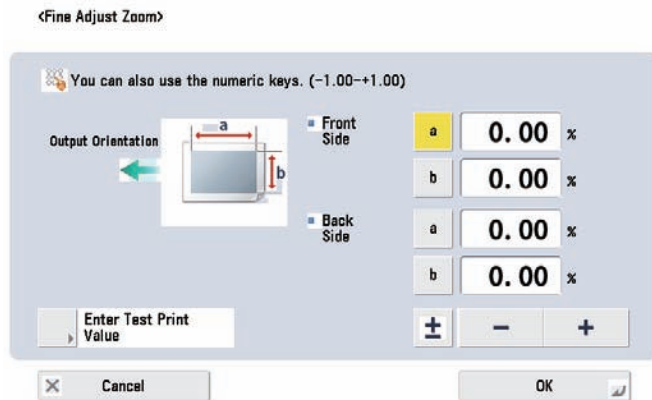 <Fine Adjust Zoom>
You can also use the numeric keys. (-1.00-+1.00)
Output Orientation
a
b
Front
Side
a 0.00 %
b 0.00 %
Back
Side
a 0.00 %
b 0.00 %
Enter Test Print
Value
± − +
Cancel
OK